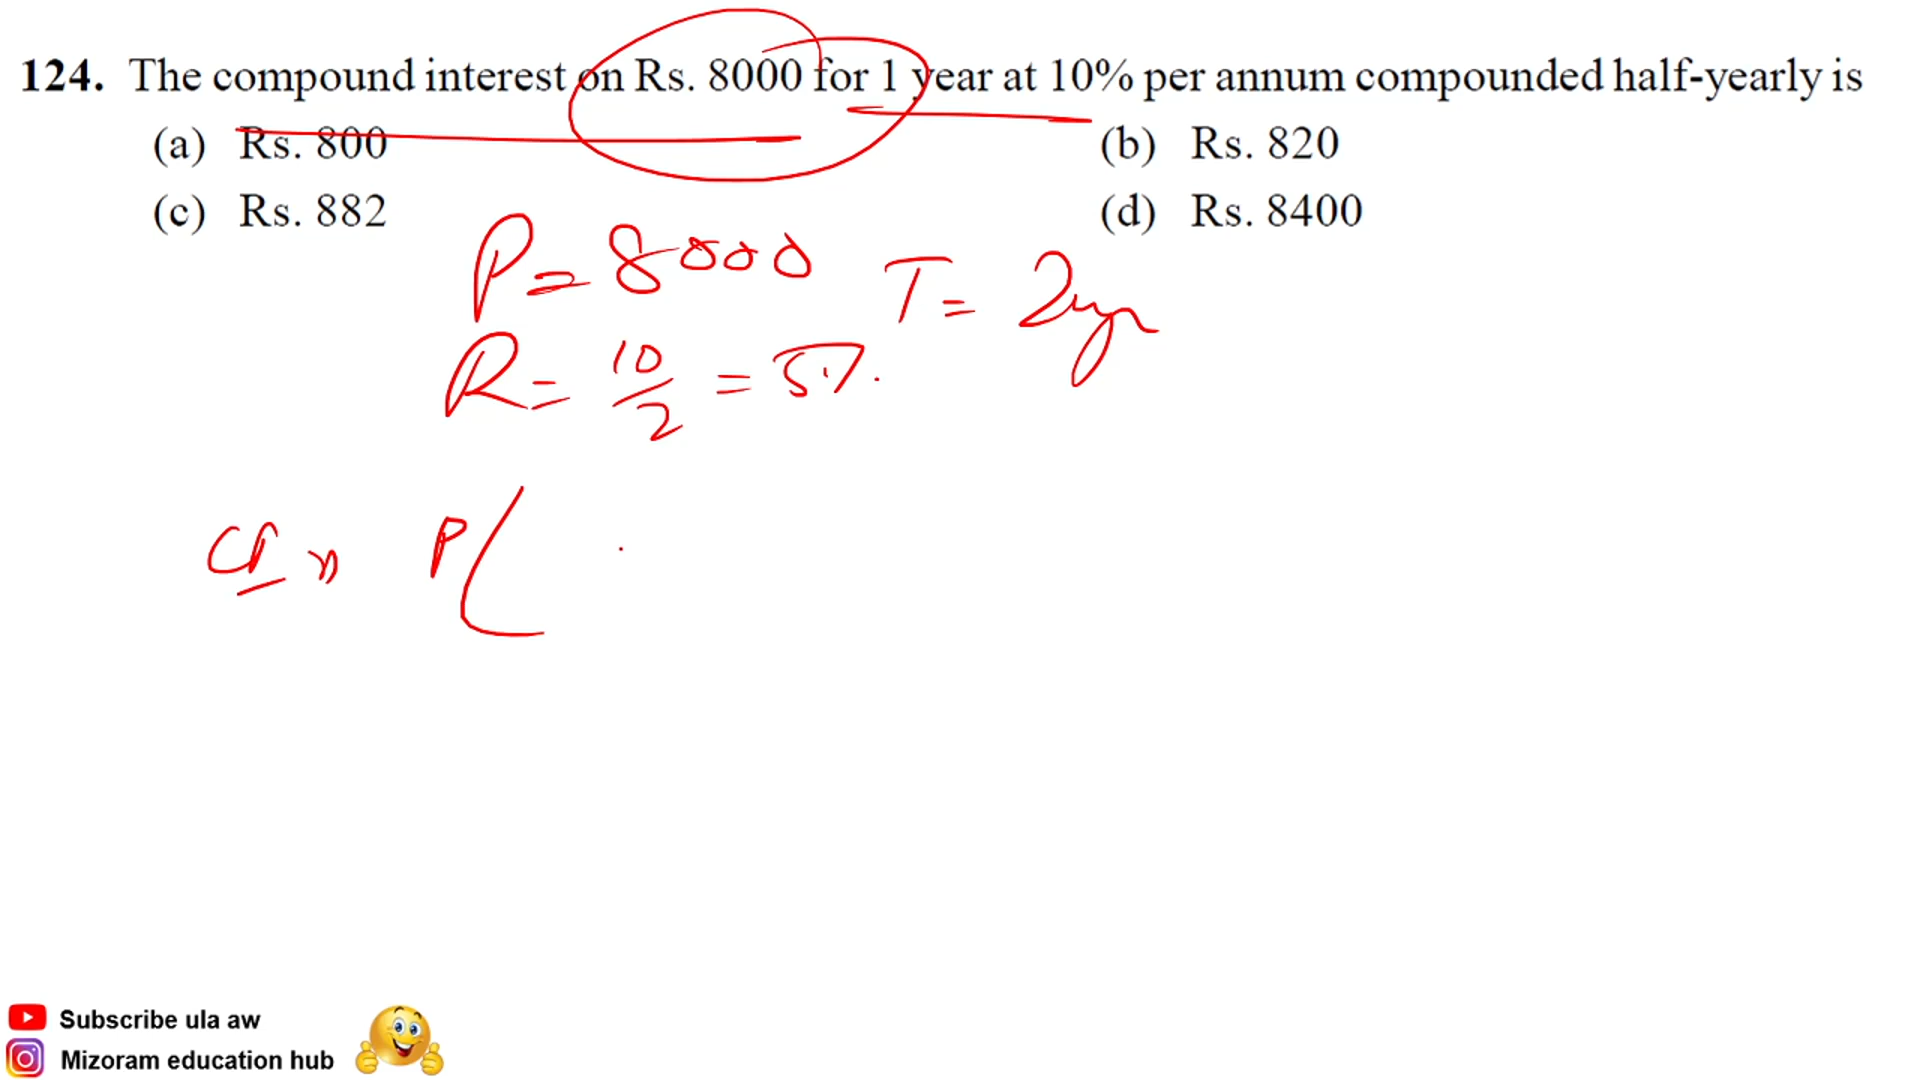 124. The compound interest on Rs. 8000 for 1 year at 10% per annum compounded half-yearly is
(a) Rs. 800 (b) Rs. 820
(c) Rs. 882 (d) Rs. 8400
P = 8000 T = 2yr
R = 10/2 = 5%.
CI = P(
Subscribe ula aw
Mizoram education hub